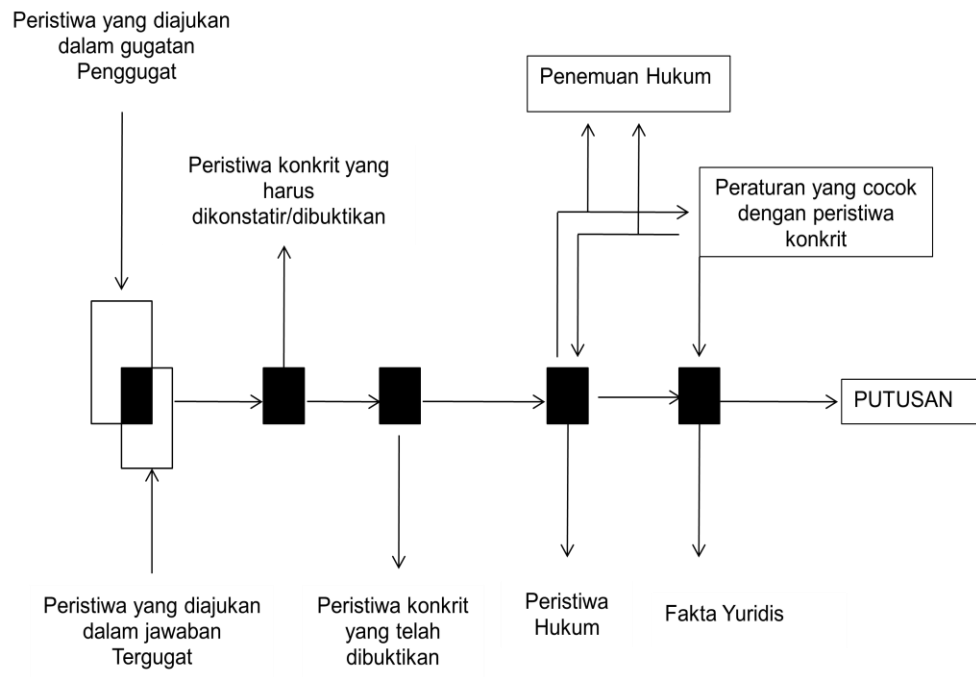 Peristiwa yang diajukan
dalam gugatan
Penggugat
Penemuan Hukum
Peristiwa konkrit yang
harus
dikonstatir/dibuktikan
Peraturan yang cocok
dengan peristiwa
konkrit
PUTUSAN
Peristiwa yang diajukan
dalam jawaban
Tergugat
Peristiwa konkrit
yang telah
dibuktikan
Peristiwa
Hukum
Fakta Yuridis